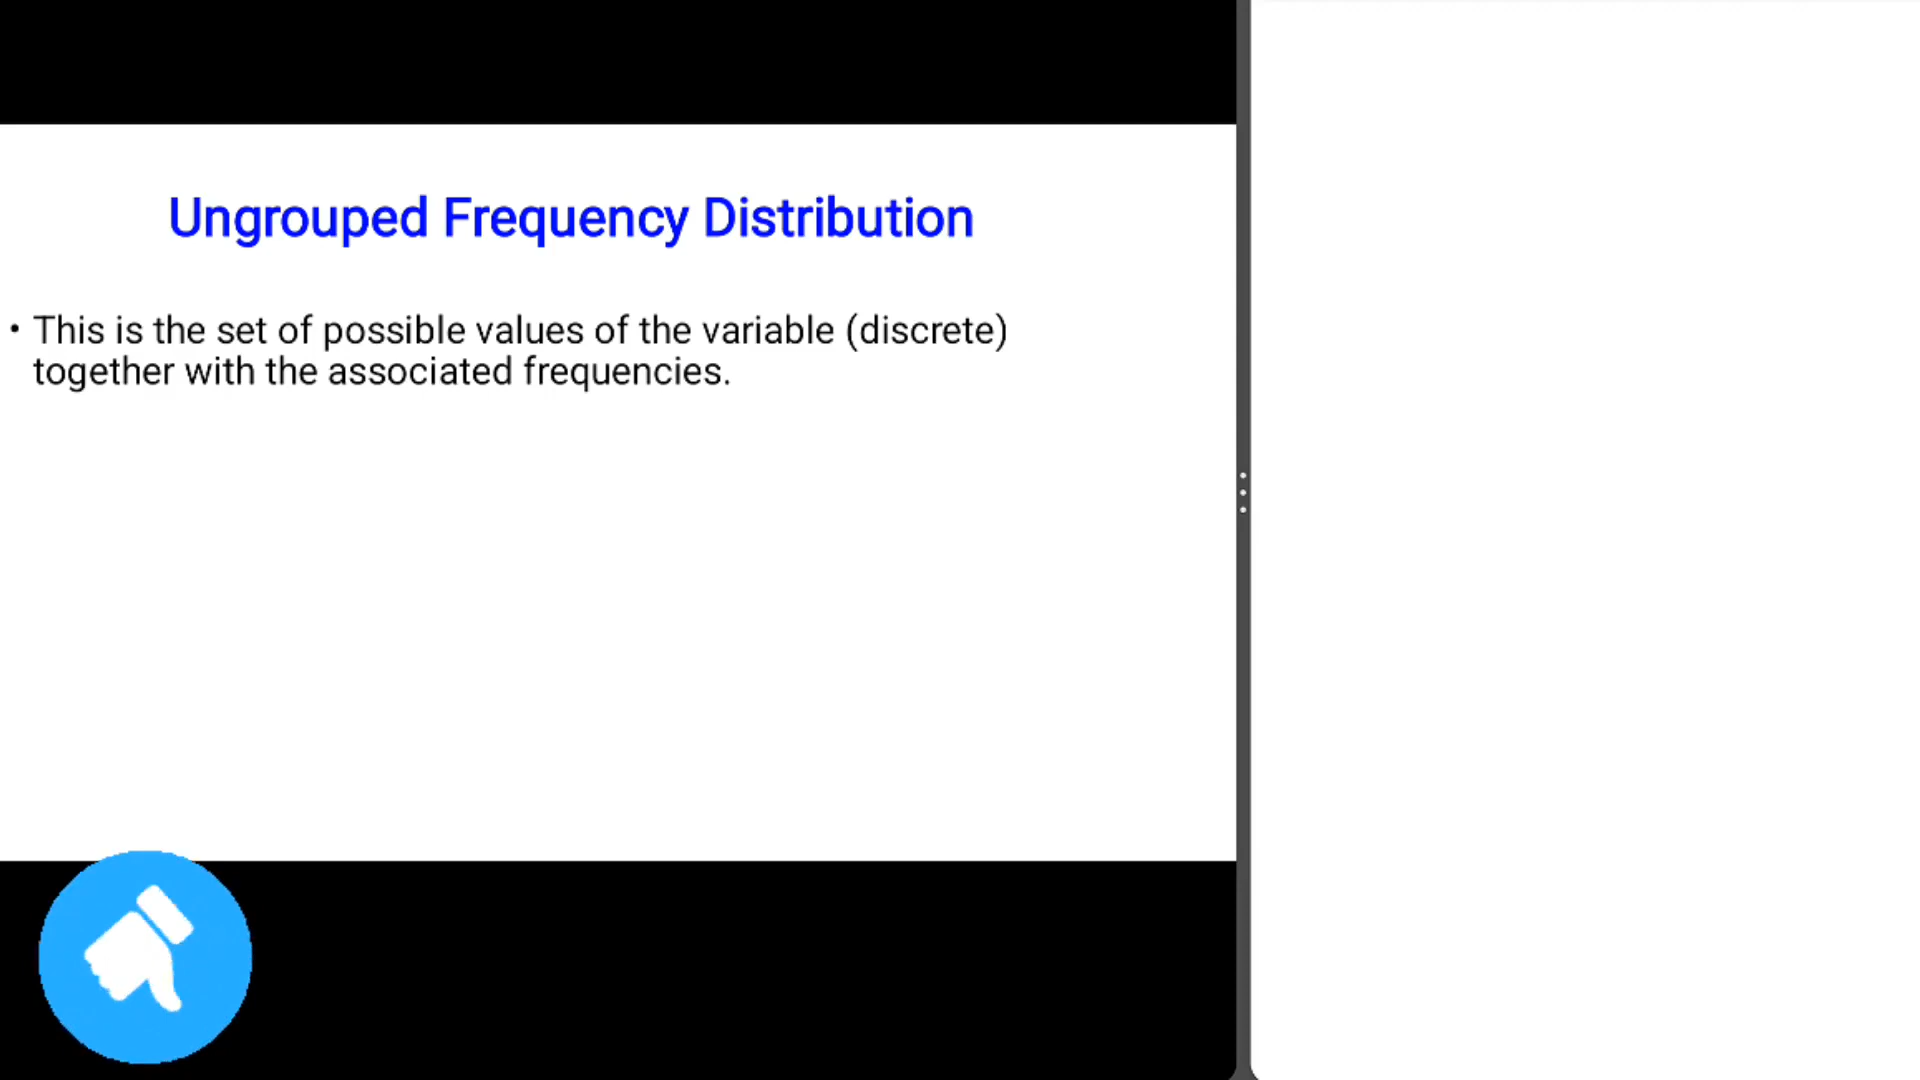 Ungrouped Frequency Distribution
• This is the set of possible values of the variable (discrete)
together with the associated frequencies.